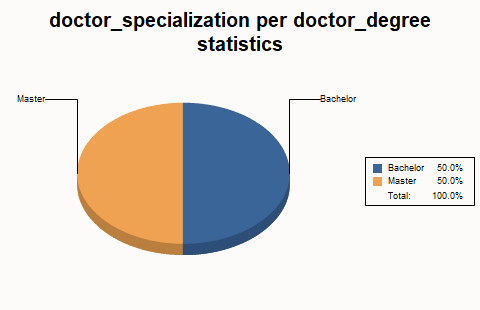 doctor_specialization per doctor_degree
statistics
Master
Bachelor
Bachelor 50.0%
Master 50.0%
Total: 100.0%